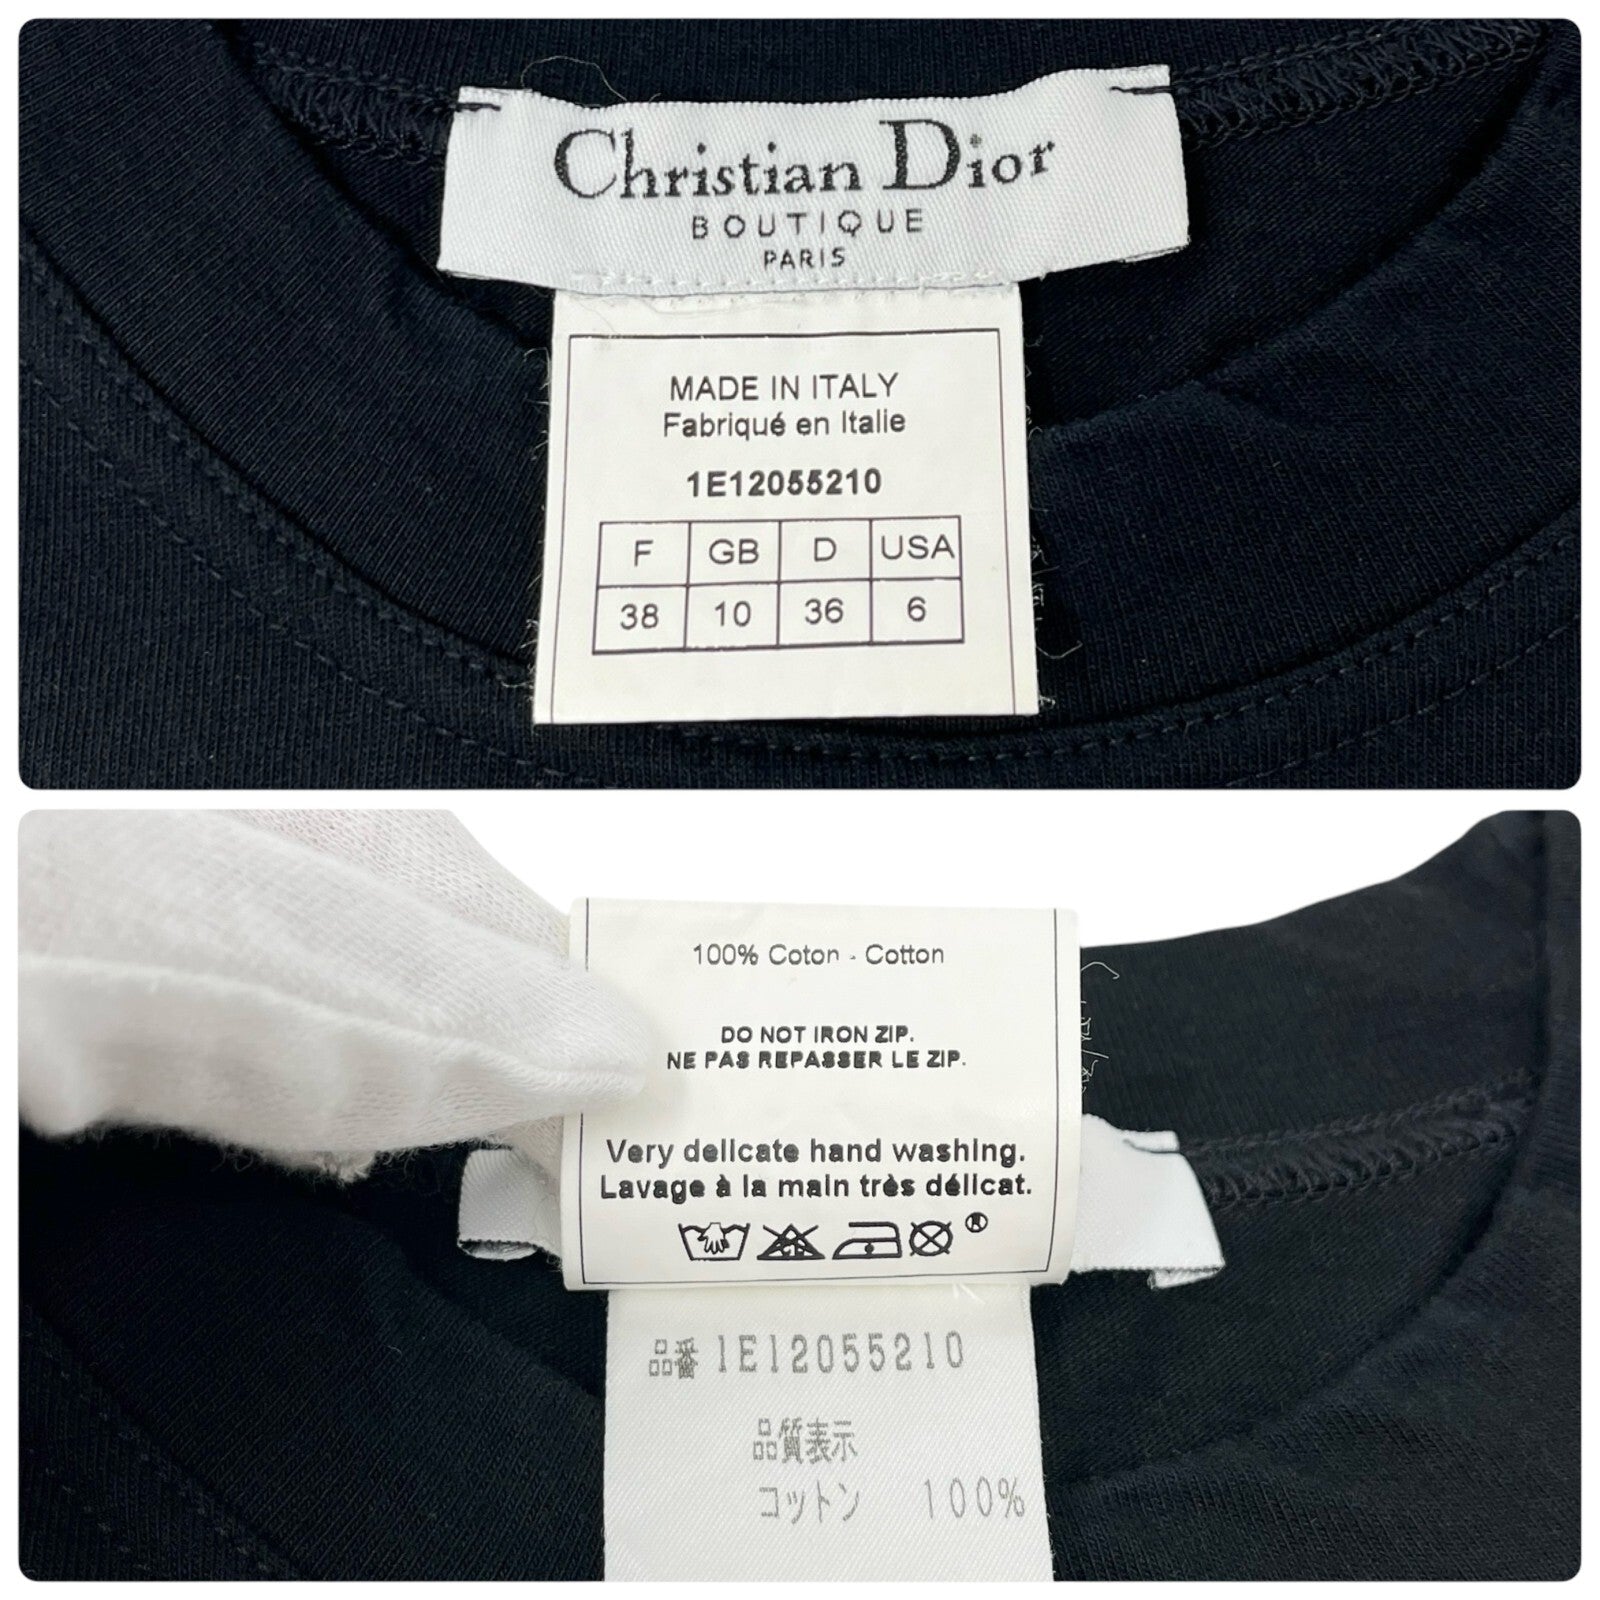 Christian Dior
BOUTIQUE
PARIS
MADE IN ITALY
Fabriqué en Italie
1E12055210
F GB D USA
38 10 36 6
100% Coton - Cotton
DO NOT IRON ZIP.
NE PAS REPASSER LE ZIP.
Very delicate hand washing.
Lavage à la main très délicat.
®
品番 1E12055210
品質表示
コットン 100%